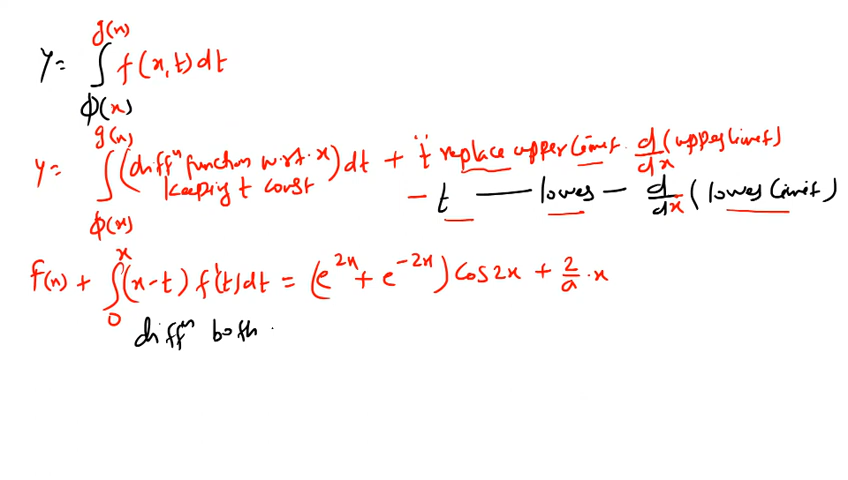 y = ∫_{φ(x)}^{g(x)} f(x,t) dt
y = ∫_{φ(x)}^{g(x)} (diffⁿ function w.r.t. x keeping t const) dt + 't' replace upper limit. d/dx (upper limit)
− t —— lower — d/dx (lower limit)
f(x) + ∫_0^x (x−t) f'(t) dt = (e^{2x} + e^{-2x}) cos 2x + 2/a · x
diffⁿ both .